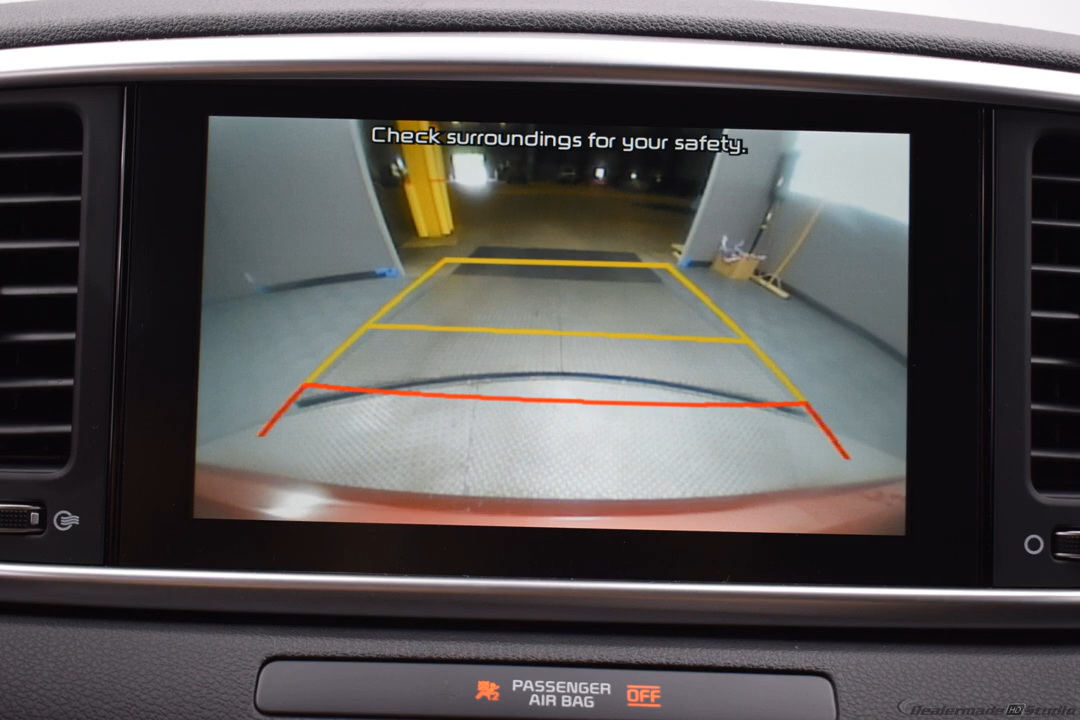 Check surroundings for your safety.
PASSENGER
AIR BAG
OFF
Dealermade HD Studio